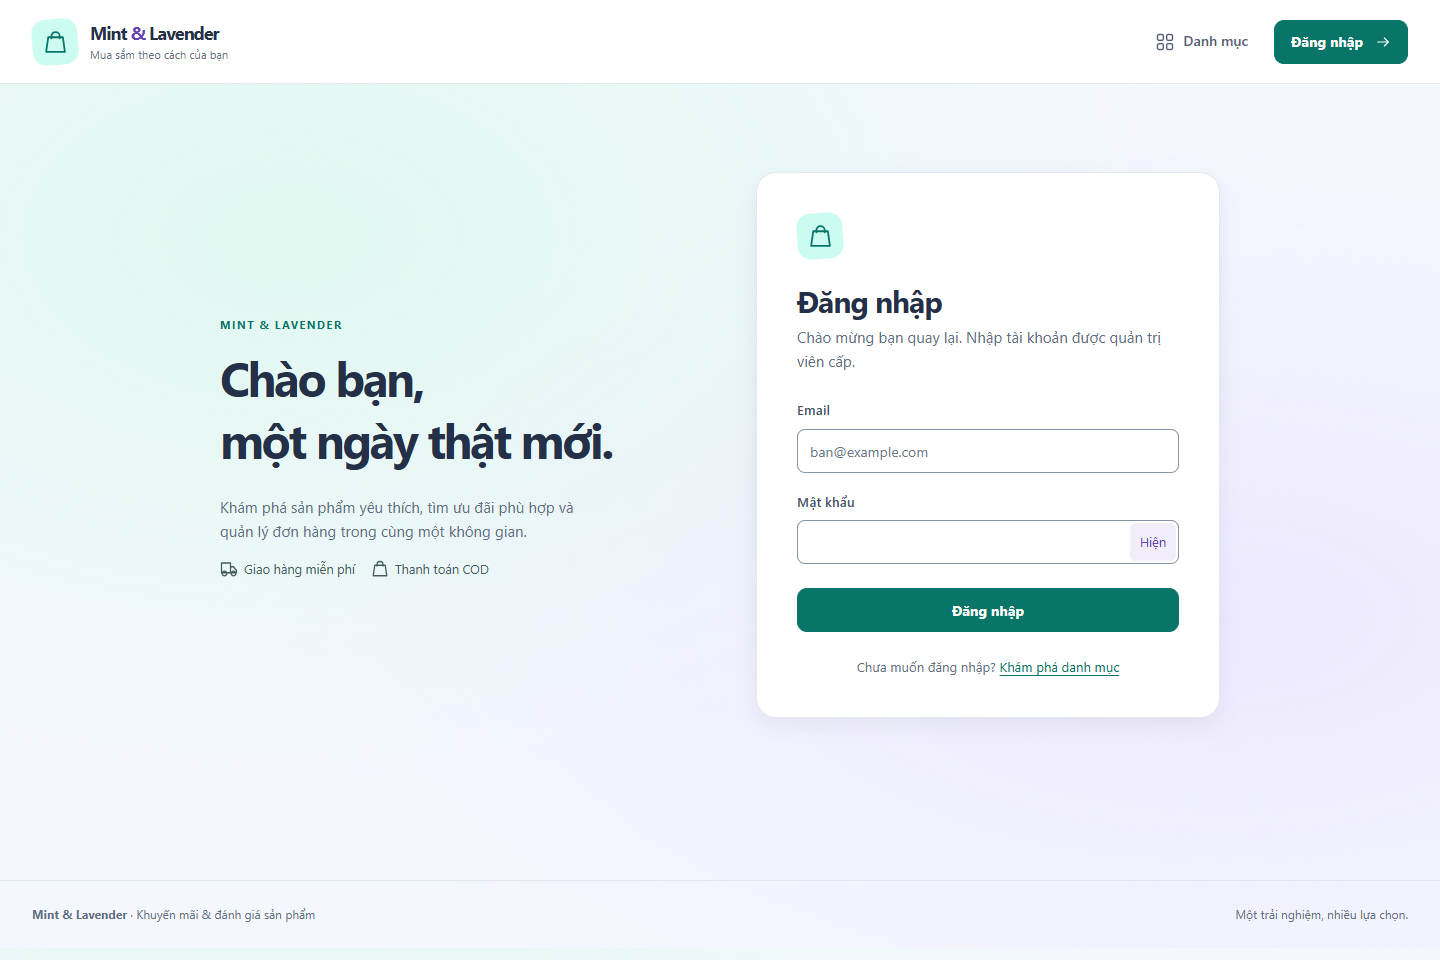 Mint & Lavender
Mua sắm theo cách của bạn
Danh mục
Đăng nhập
MINT & LAVENDER
Chào bạn,
một ngày thật mới.
Khám phá sản phẩm yêu thích, tìm ưu đãi phù hợp và
quản lý đơn hàng trong cùng một không gian.
Giao hàng miễn phí
Thanh toán COD
Đăng nhập
Chào mừng bạn quay lại. Nhập tài khoản được quản trị
viên cấp.
Email
ban@example.com
Mật khẩu
Hiện
Đăng nhập
Chưa muốn đăng nhập? Khám phá danh mục
Mint & Lavender · Khuyến mãi & đánh giá sản phẩm
Một trải nghiệm, nhiều lựa chọn.